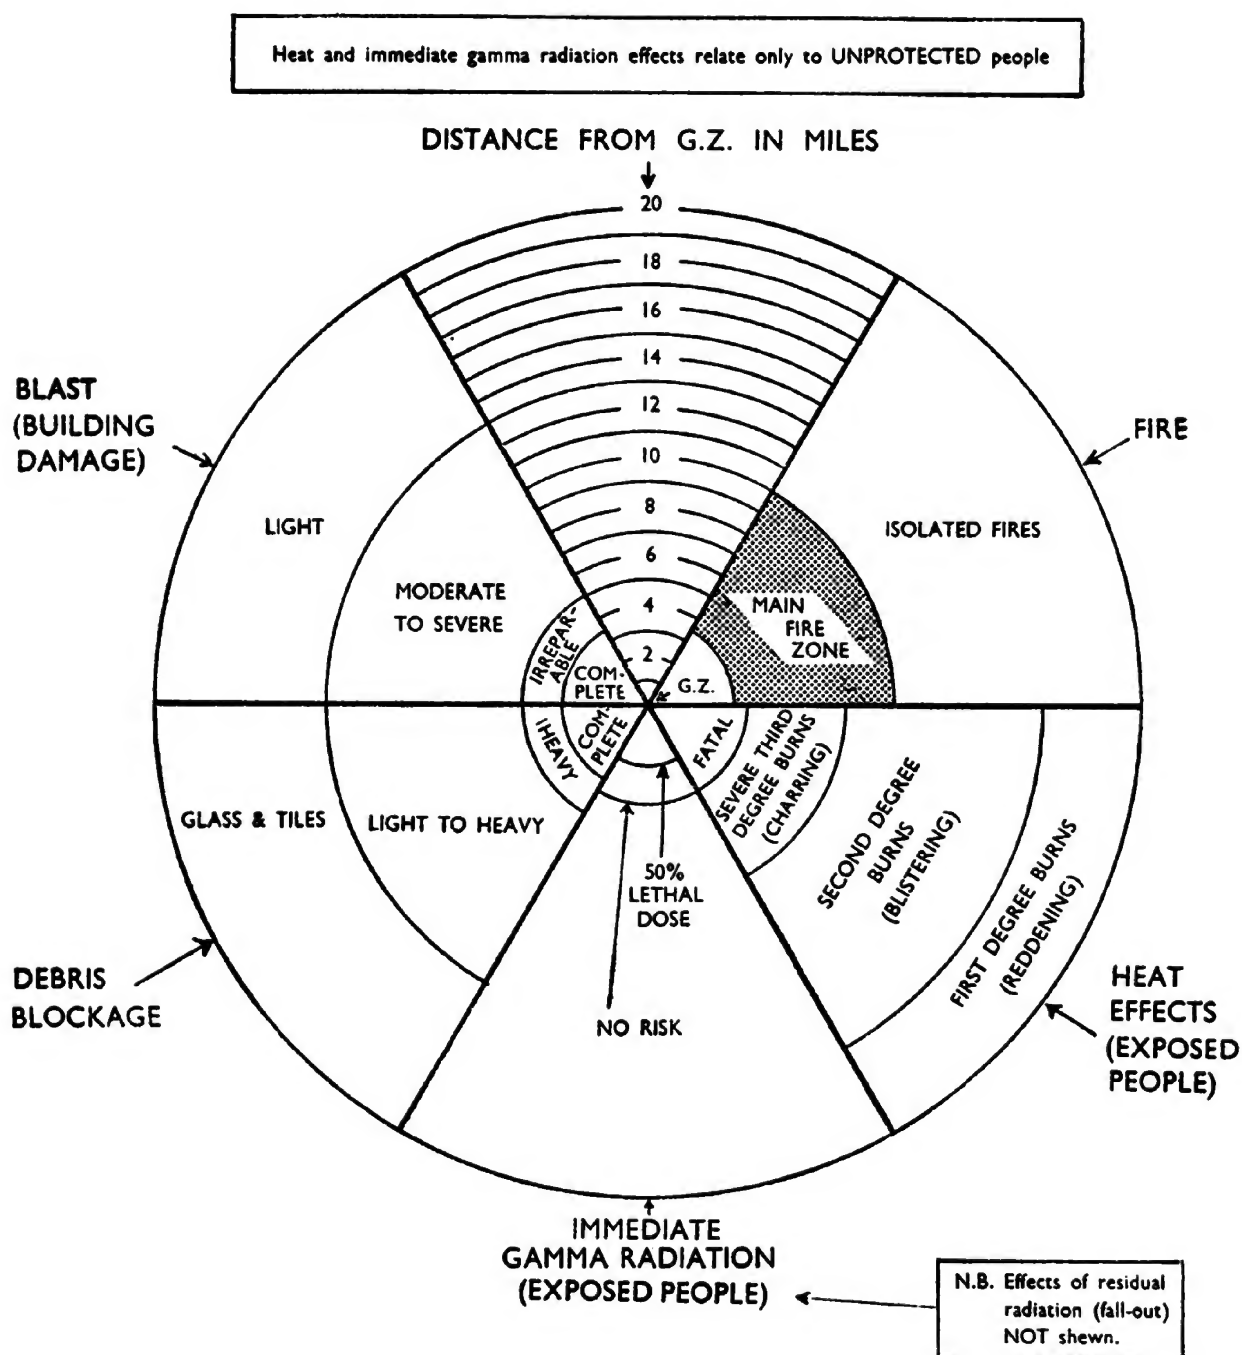 Heat and immediate gamma radiation effects relate only to UNPROTECTED people
DISTANCE FROM G.Z. IN MILES
20
18
16
14
12
10
8
6
4
2
G.Z.
BLAST
(BUILDING
DAMAGE)
LIGHT
MODERATE
TO SEVERE
IRREPAR-
ABLE
COM-
PLETE
FIRE
ISOLATED FIRES
MAIN
FIRE
ZONE
DEBRIS
BLOCKAGE
GLASS & TILES
LIGHT TO HEAVY
HEAVY
COM-
PLETE
FATAL
SEVERE THIRD
DEGREE BURNS
(CHARRING)
SECOND DEGREE
BURNS
(BLISTERING)
FIRST DEGREE BURNS
(REDDENING)
HEAT
EFFECTS
(EXPOSED
PEOPLE)
50%
LETHAL
DOSE
NO RISK
IMMEDIATE
GAMMA RADIATION
(EXPOSED PEOPLE)
N.B. Effects of residual
radiation (fall-out)
NOT shewn.